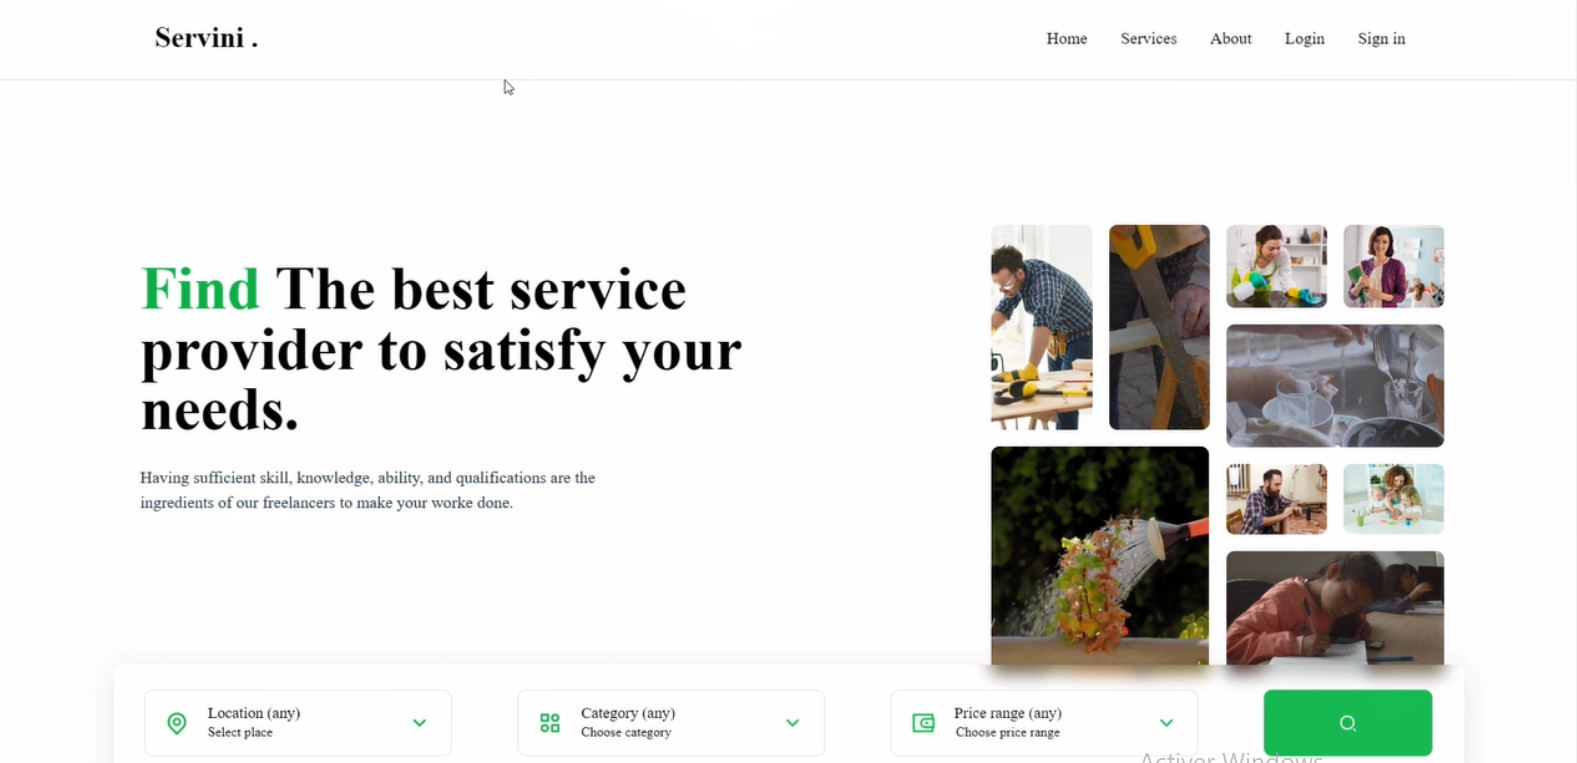 Servini .
Home Services About Login Sign in
Find The best service
provider to satisfy your
needs.
Having sufficient skill, knowledge, ability, and qualifications are the
ingredients of our freelancers to make your worke done.
Location (any)
Select place
Category (any)
Choose category
Price range (any)
Choose price range
Activer Windows